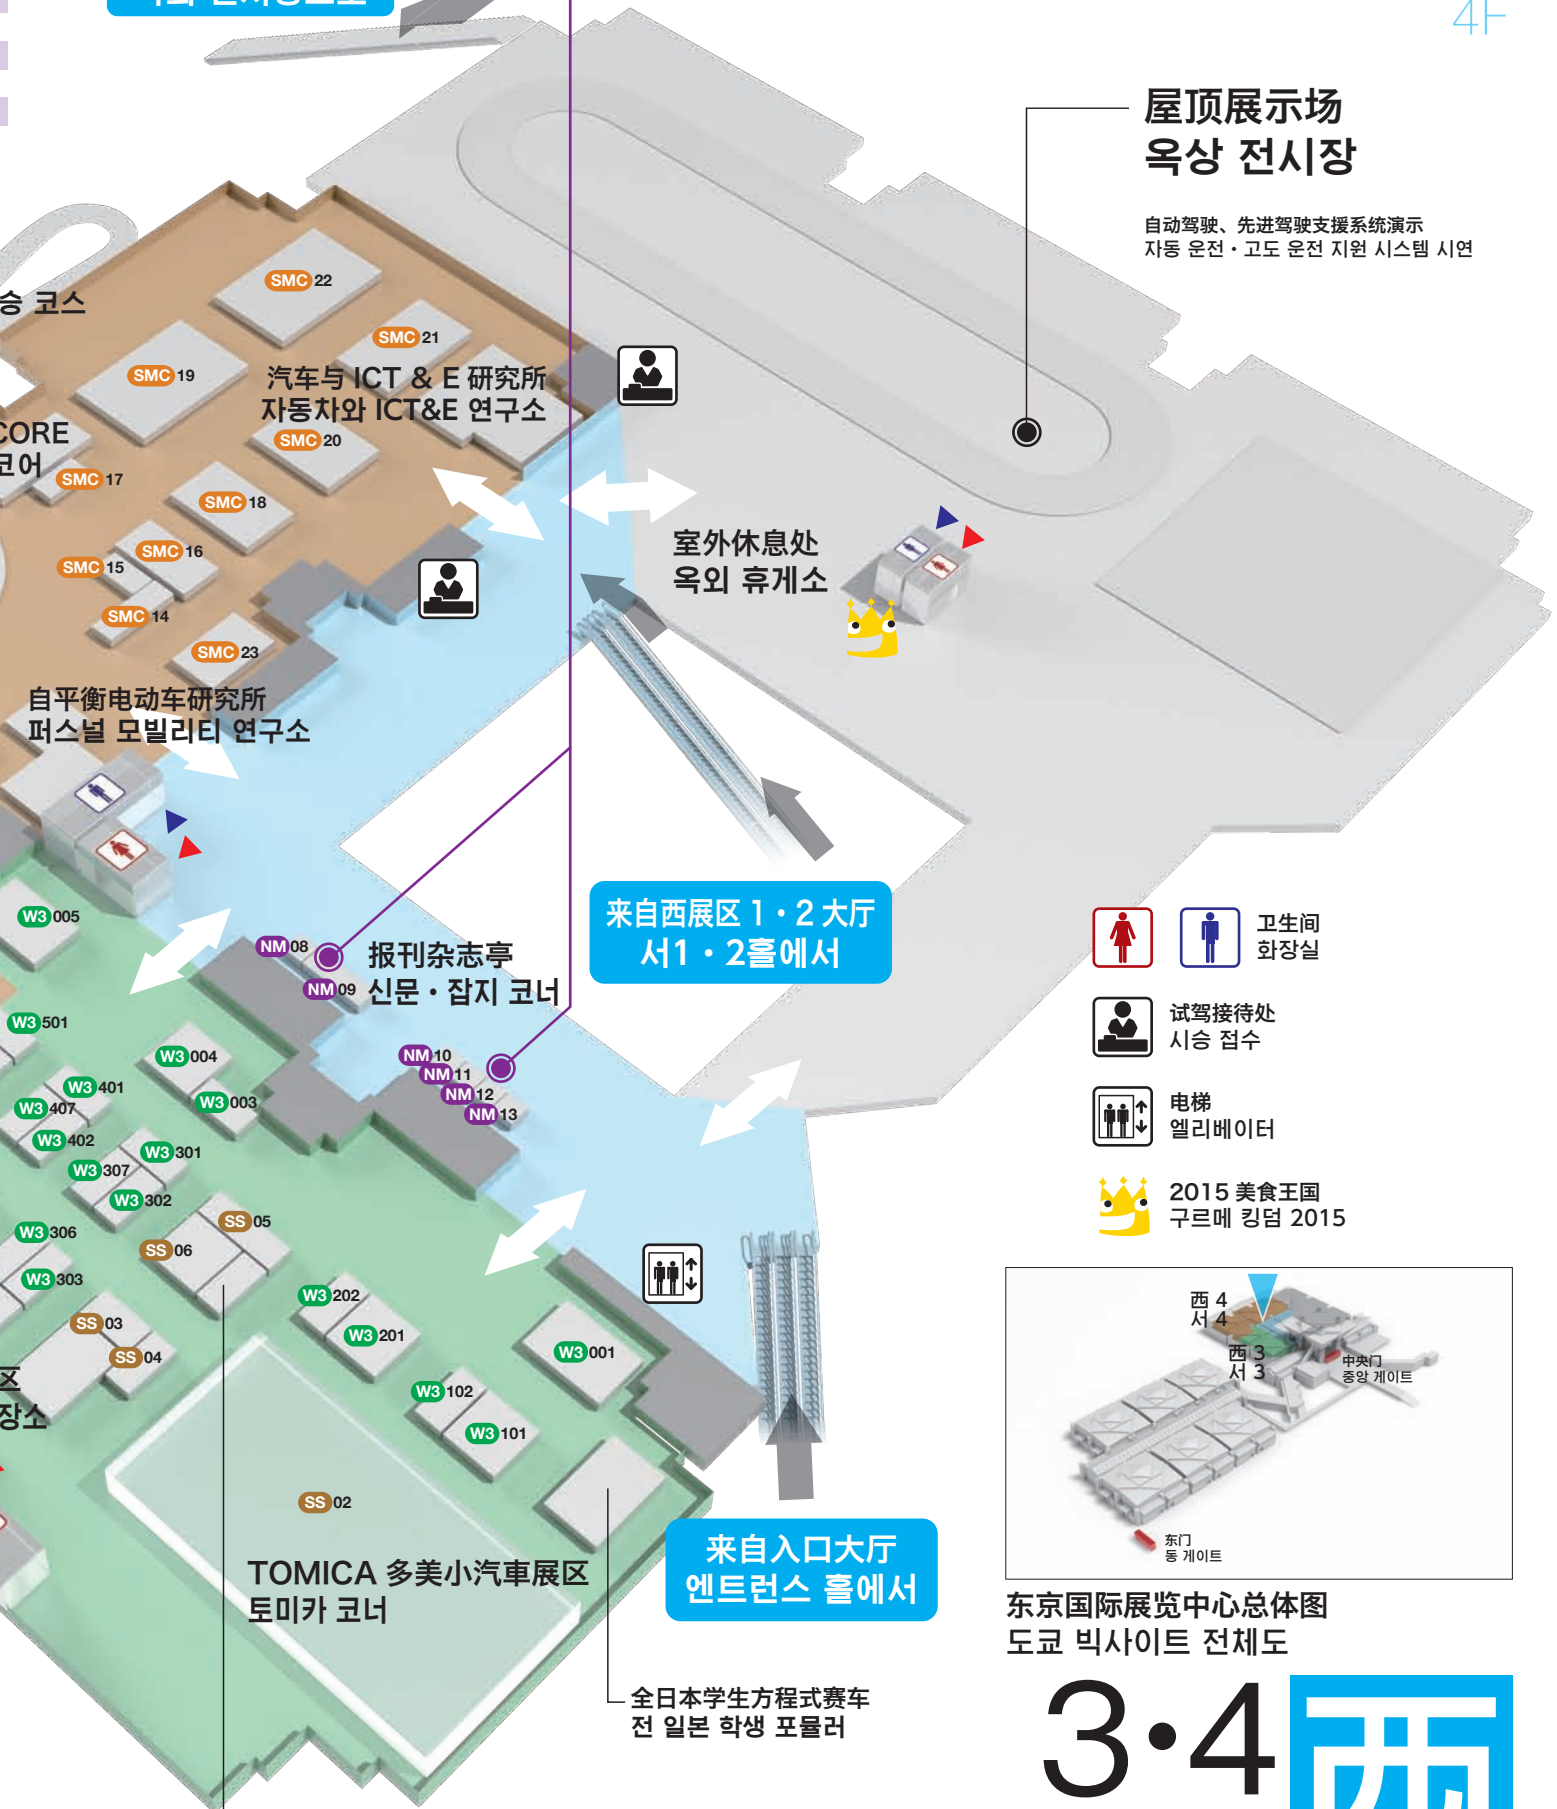 屋顶展示场
옥상 전시장
自动驾驶、先进驾驶支援系统演示
자동 운전・고도 운전 지원 시스템 시연
승 코스
SMC 22
SMC 21
SMC 19
汽车与 ICT & E 研究所
자동차와 ICT&E 연구소
SMC 20
CORE
코어
SMC 17
SMC 18
SMC 16
SMC 15
SMC 14
SMC 23
室外休息处
옥외 휴게소
自平衡电动车研究所
퍼스널 모빌리티 연구소
W3 005
NM 08
NM 09
报刊杂志亭
신문・잡지 코너
来自西展区 1・2 大厅
서1・2홀에서
卫生间
화장실
试驾接待处
시승 접수
电梯
엘리베이터
2015 美食王国
구르메 킹덤 2015
W3 501
W3 004
W3 003
NM 10
NM 11
NM 12
NM 13
W3 401
W3 407
W3 402
W3 301
W3 307
W3 302
SS 05
SS 06
W3 306
W3 303
W3 202
W3 201
SS 03
SS 04
W3 001
W3 102
W3 101
区
장소
SS 02
TOMICA 多美小汽車展区
토미카 코너
来自入口大厅
엔트런스 홀에서
全日本学生方程式赛车
전 일본 학생 포뮬러
西 4
서 4
西 3
서 3
中央门
중앙 게이트
东门
동 게이트
东京国际展览中心总体图
도쿄 빅사이트 전체도
3・4 西